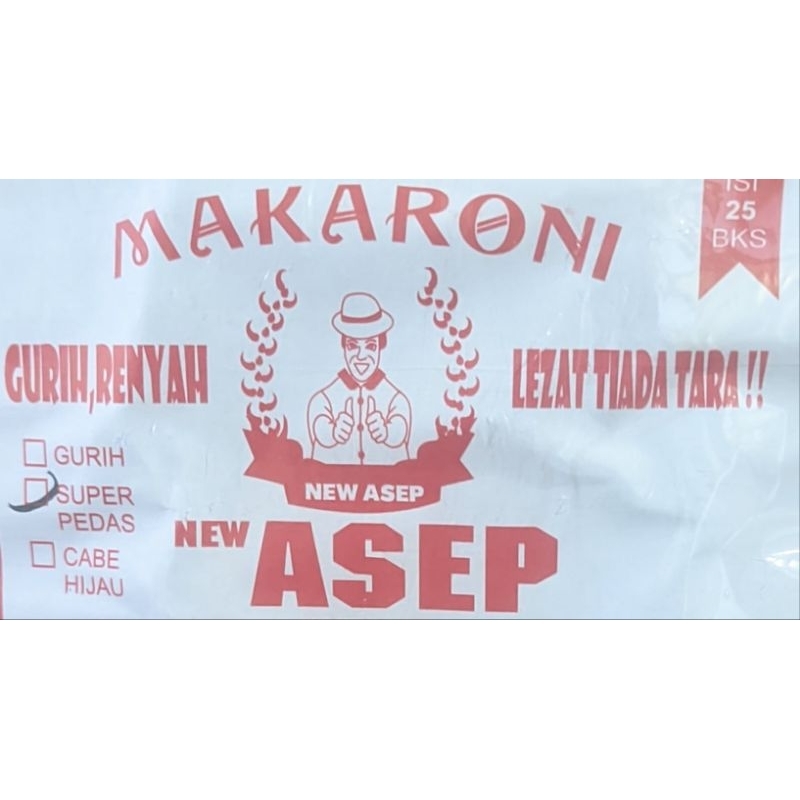 MAKARONI
ISI
25
BKS
GURIH,RENYAH
LEZAT TIADA TARA !!
GURIH
SUPER
PEDAS
CABE
HIJAU
NEW ASEP
NEW ASEP